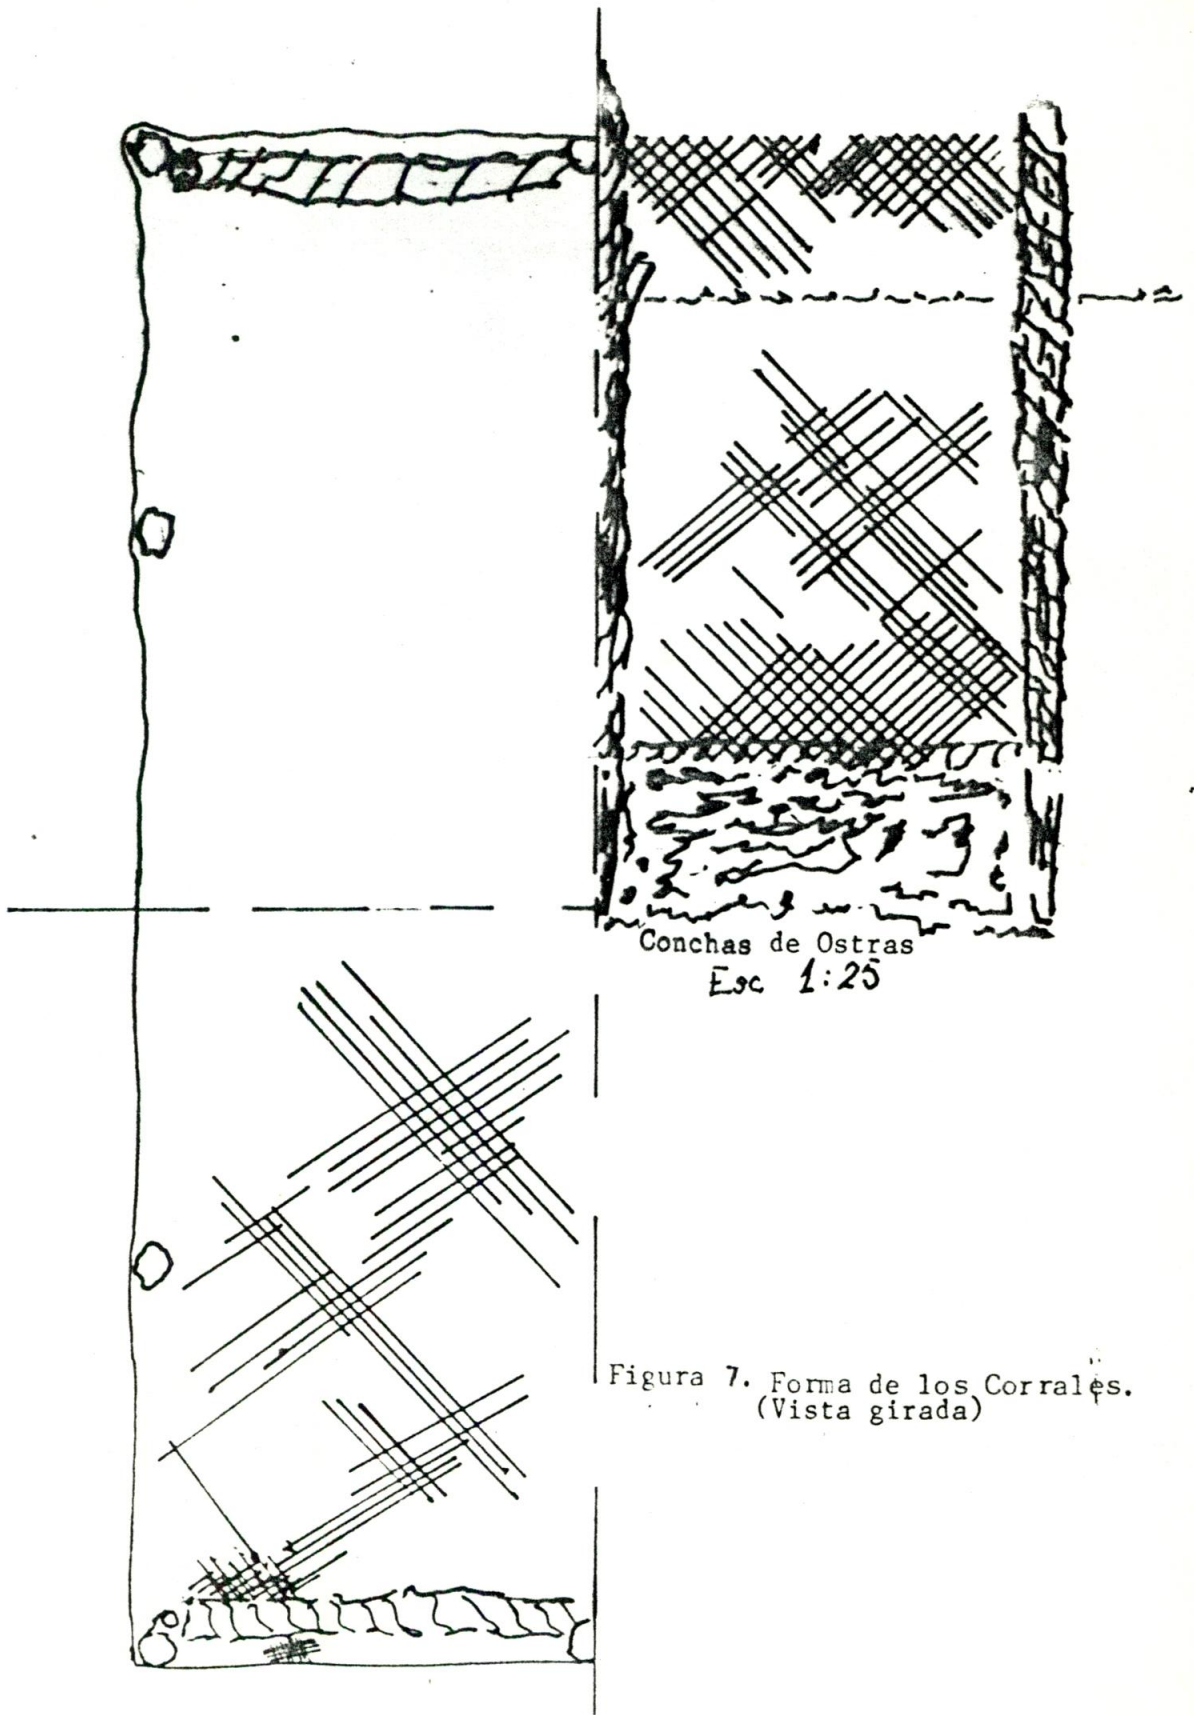 Conchas de Ostras
Esc 1:25
Figura 7. Forma de los Corrales.
(Vista girada)